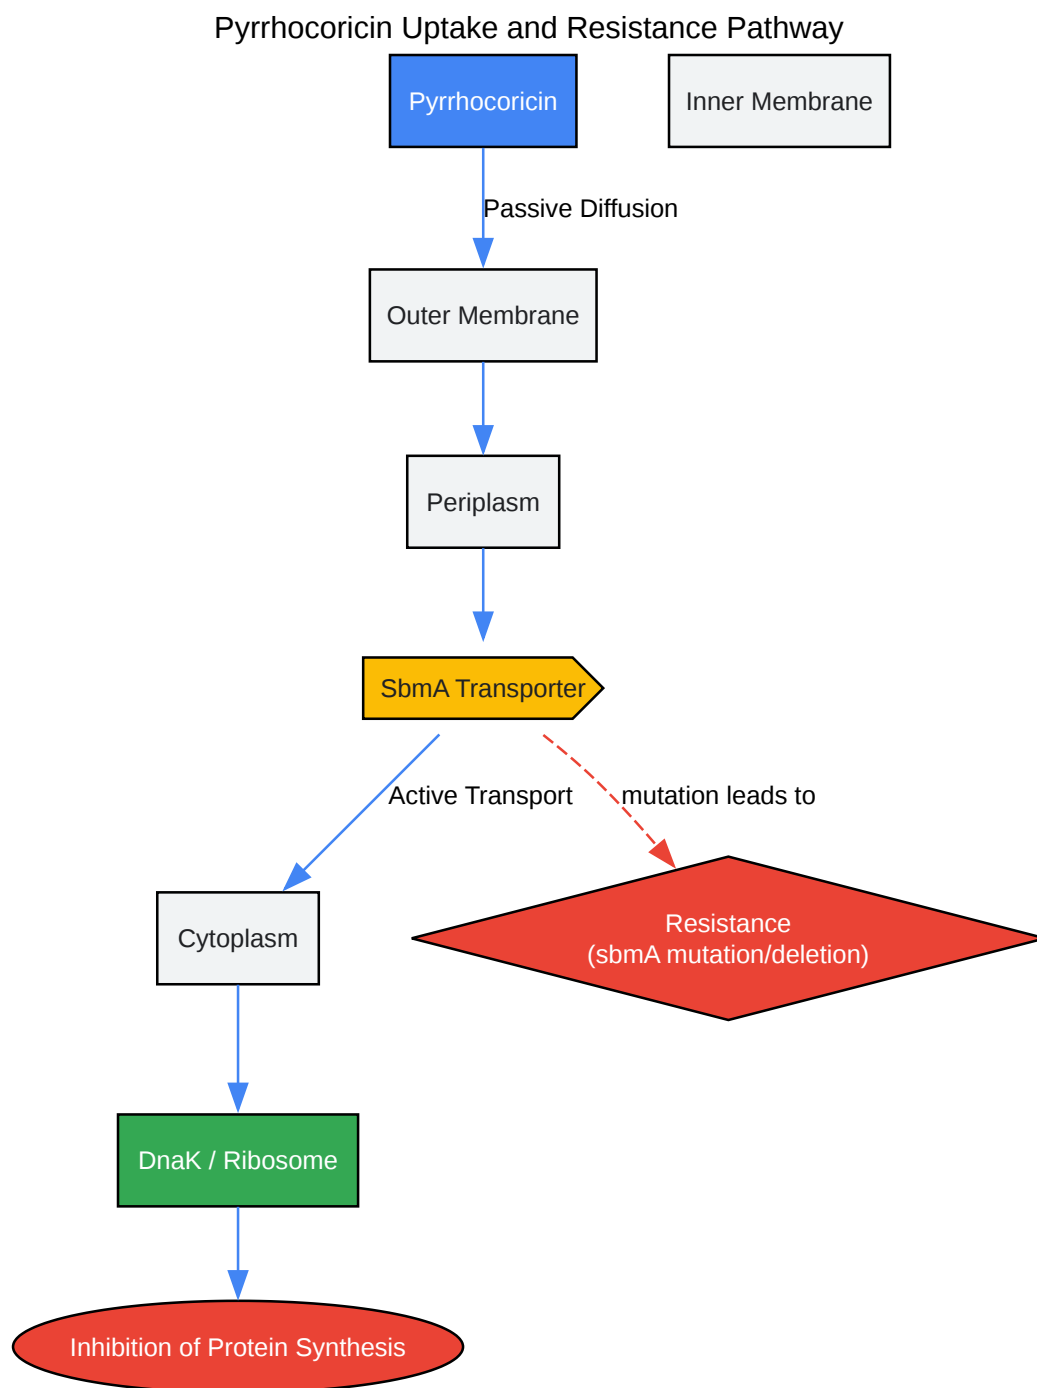 Pyrrhocoricin Uptake and Resistance Pathway
Pyrrhocoricin
Inner Membrane
Passive Diffusion
Outer Membrane
Periplasm
SbmA Transporter
Active Transport
mutation leads to
Cytoplasm
Resistance
(sbmA mutation/deletion)
DnaK / Ribosome
Inhibition of Protein Synthesis